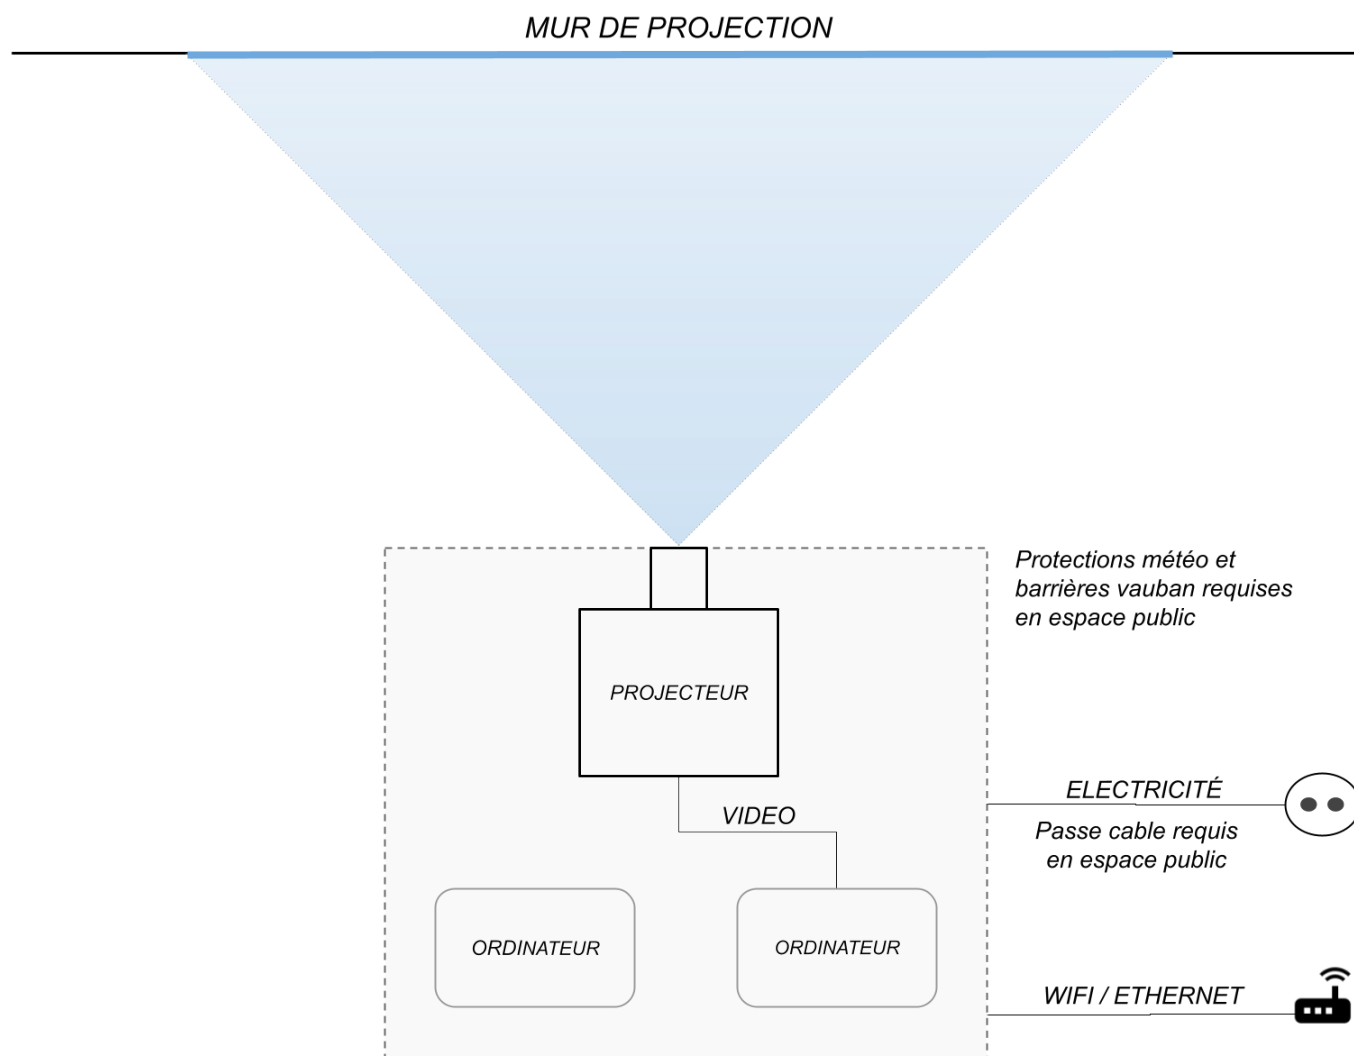 MUR DE PROJECTION
Protections météo et
barrières vauban requises
en espace public
PROJECTEUR
ELECTRICITÉ
VIDEO
Passe cable requis
en espace public
ORDINATEUR
ORDINATEUR
WIFI / ETHERNET